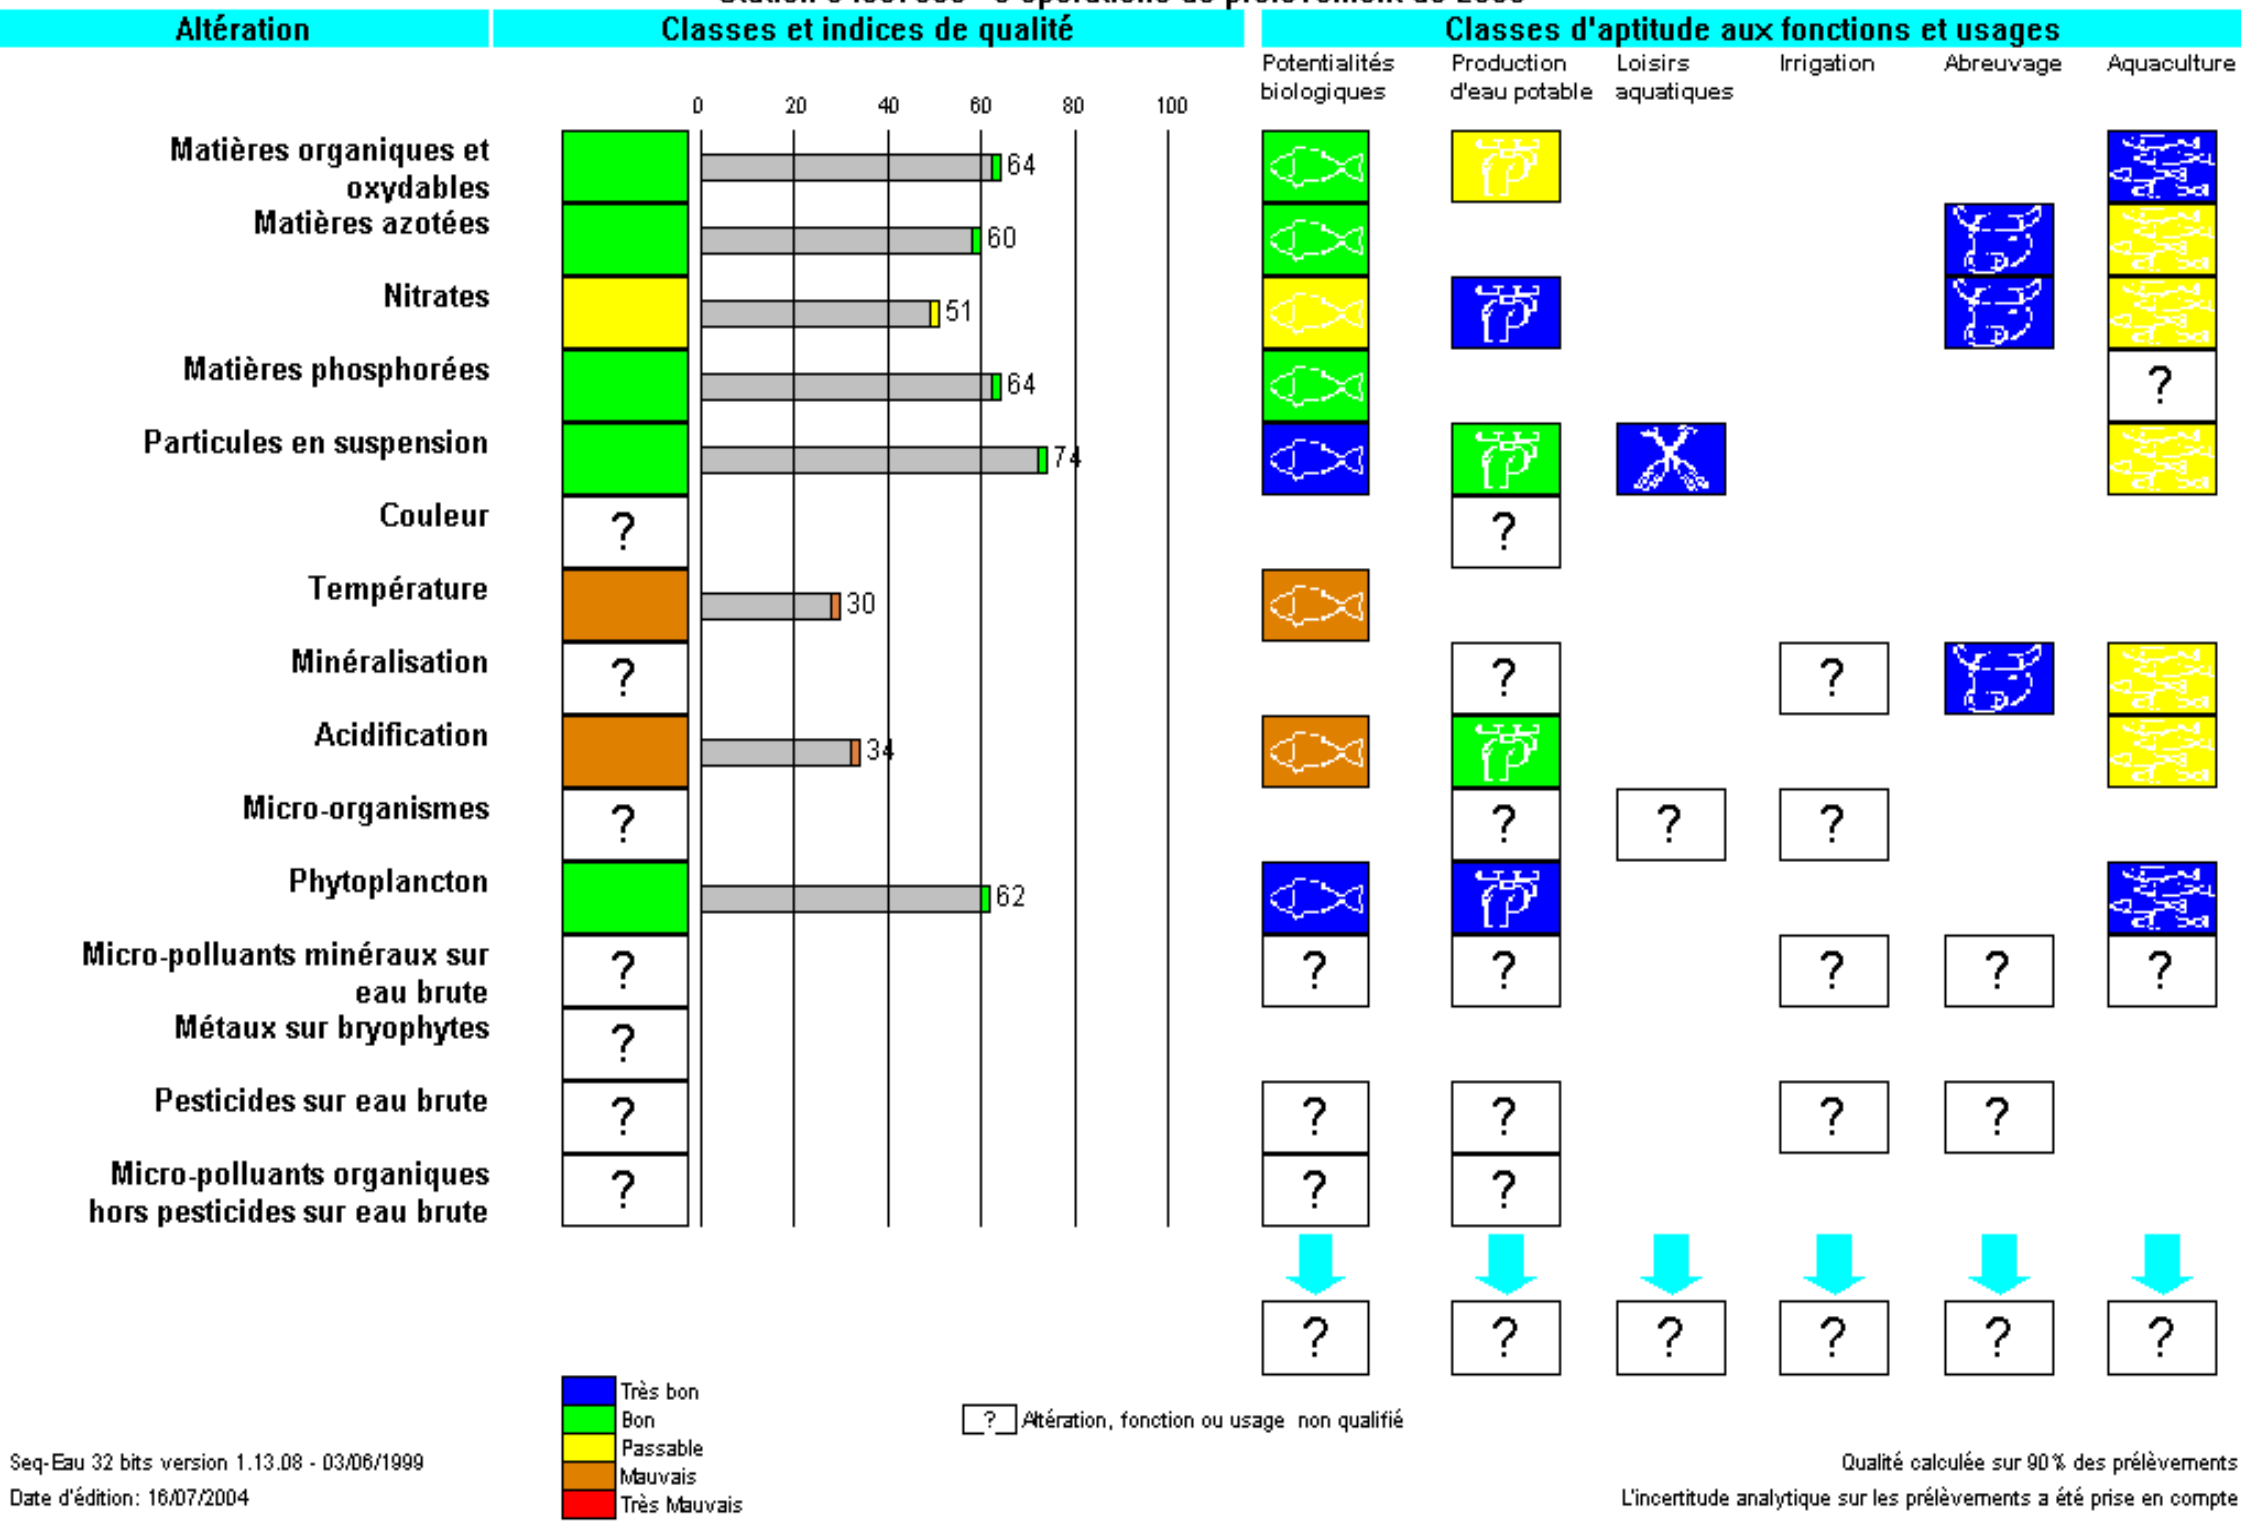 Altération
Classes et indices de qualité
Classes d'aptitude aux fonctions et usages
Potentialités
biologiques
Production
d'eau potable
Loisirs
aquatiques
Irrigation
Abreuvage
Aquaculture
0 20 40 60 80 100
Matières organiques et
oxydables
64
Matières azotées
60
Nitrates
51
Matières phosphorées
64
?
Particules en suspension
74
Couleur
? ?
Température
30
Minéralisation
? ? ?
Acidification
34
Micro-organismes
? ? ? ?
Phytoplancton
62
Micro-polluants minéraux sur
eau brute
? ? ? ? ? ?
Métaux sur bryophytes
?
Pesticides sur eau brute
? ? ? ? ?
Micro-polluants organiques
hors pesticides sur eau brute
? ? ?
? ? ? ? ? ?
Très bon
Bon
Passable
Mauvais
Très Mauvais
? Altération, fonction ou usage non qualifié
Seq-Eau 32 bits version 1.13.08 - 03/06/1999
Date d'édition: 16/07/2004
Qualité calculée sur 90% des prélèvements
L'incertitude analytique sur les prélèvements a été prise en compte